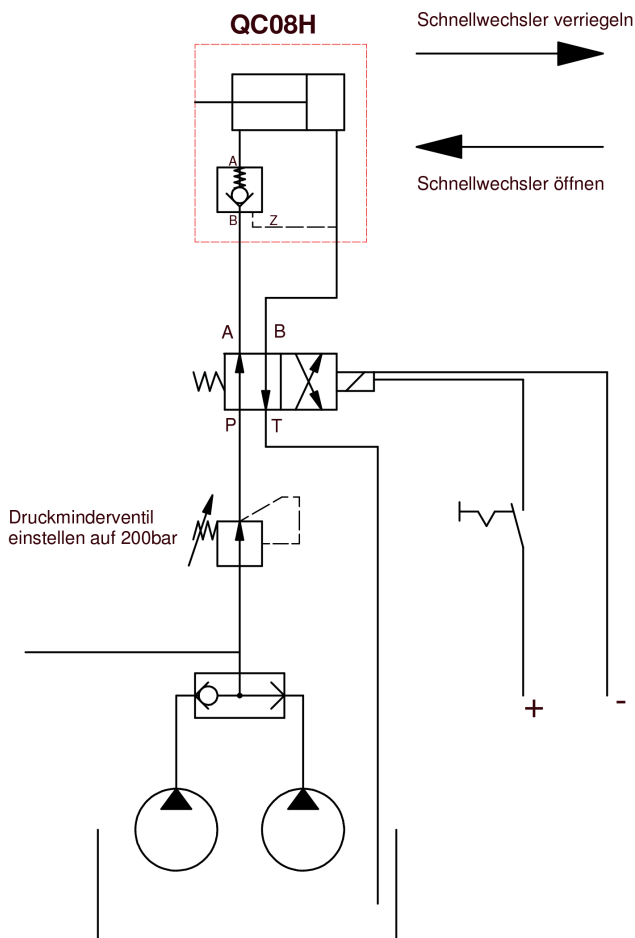 QC08H
Schnellwechsler verriegeln
Schnellwechsler öffnen
A
B
Z
A
B
P
T
Druckminderventil
einstellen auf 200bar
+
-